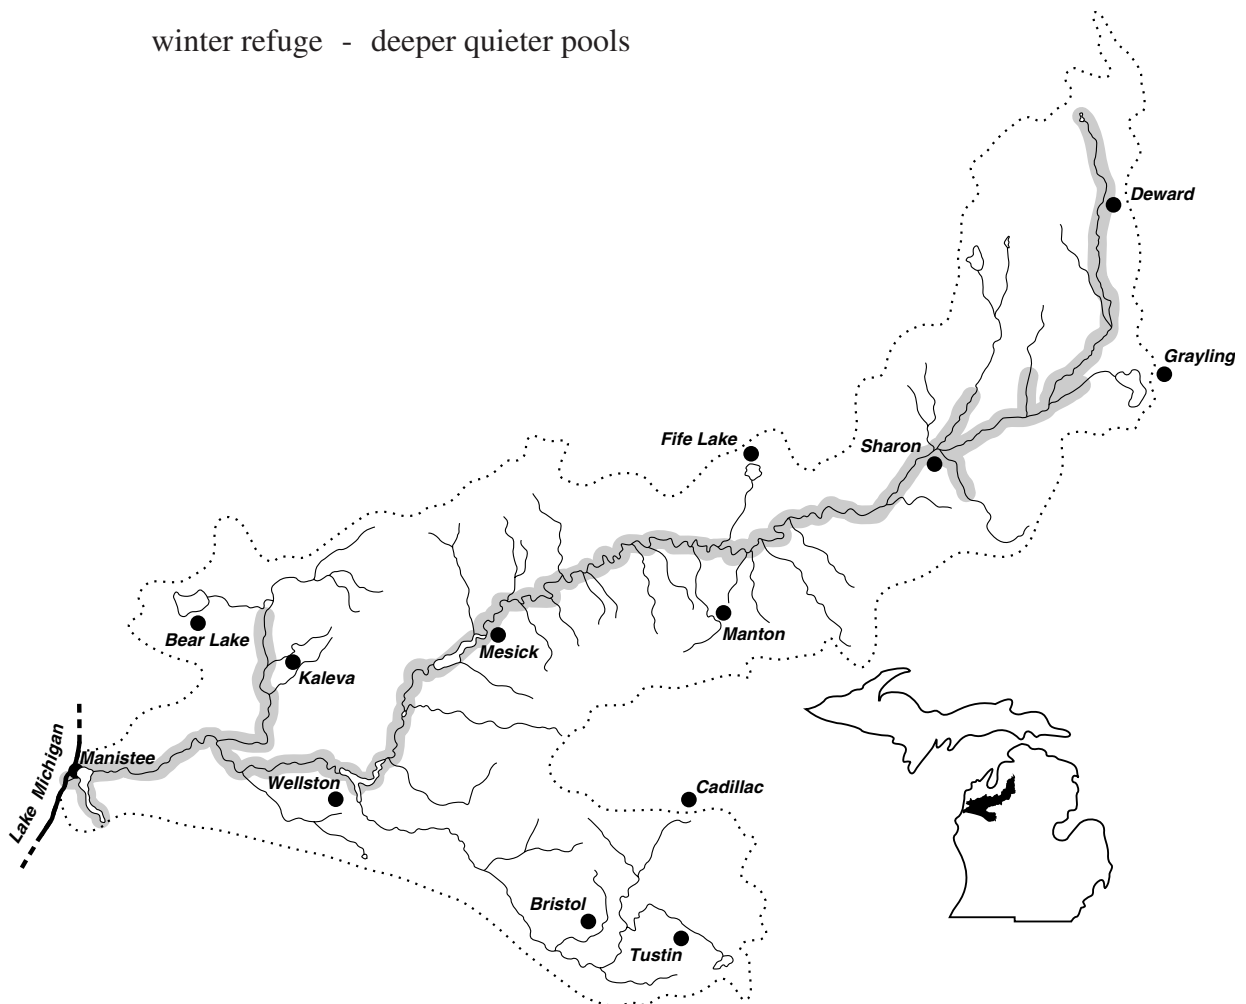 winter refuge - deeper quieter pools
Deward
Grayling
Fife Lake
Sharon
Bear Lake
Kaleva
Mesick
Manton
Lake Michigan
Manistee
Wellston
Cadillac
Bristol
Tustin